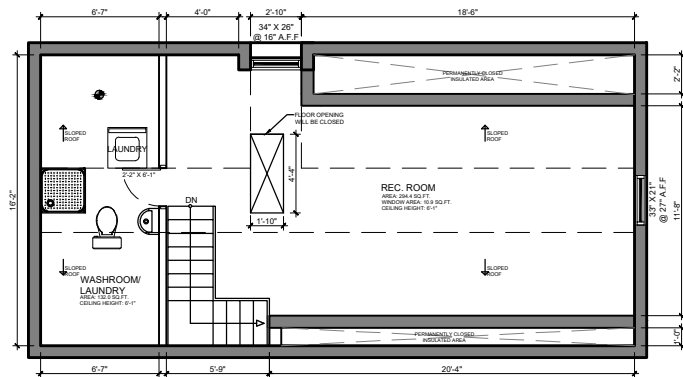 6'-7"
4'-0"
2'-10"
18'-6"
34" X 26"
@ 16" A.F.F
PERMANENTLY CLOSED
INSULATED AREA
2'-2"
FLOOR OPENING
WILL BE CLOSED
SLOPED
ROOF
SLOPED
ROOF
LAUNDRY
2'-2" X 6'-1"
4'-4"
16'-2"
REC. ROOM
AREA: 294.4 SQ.FT.
WINDOW AREA: 10.9 SQ.FT.
CEILING HEIGHT: 6'-1"
33" X 21"
@ 27" A.F.F
11'-8"
DN
1'-10"
SLOPED
ROOF
SLOPED
ROOF
WASHROOM/
LAUNDRY
AREA: 132.0 SQ.FT.
CEILING HEIGHT: 6'-1"
PERMANENTLY CLOSED
INSULATED AREA
1'-0"
6'-7"
5'-9"
20'-4"